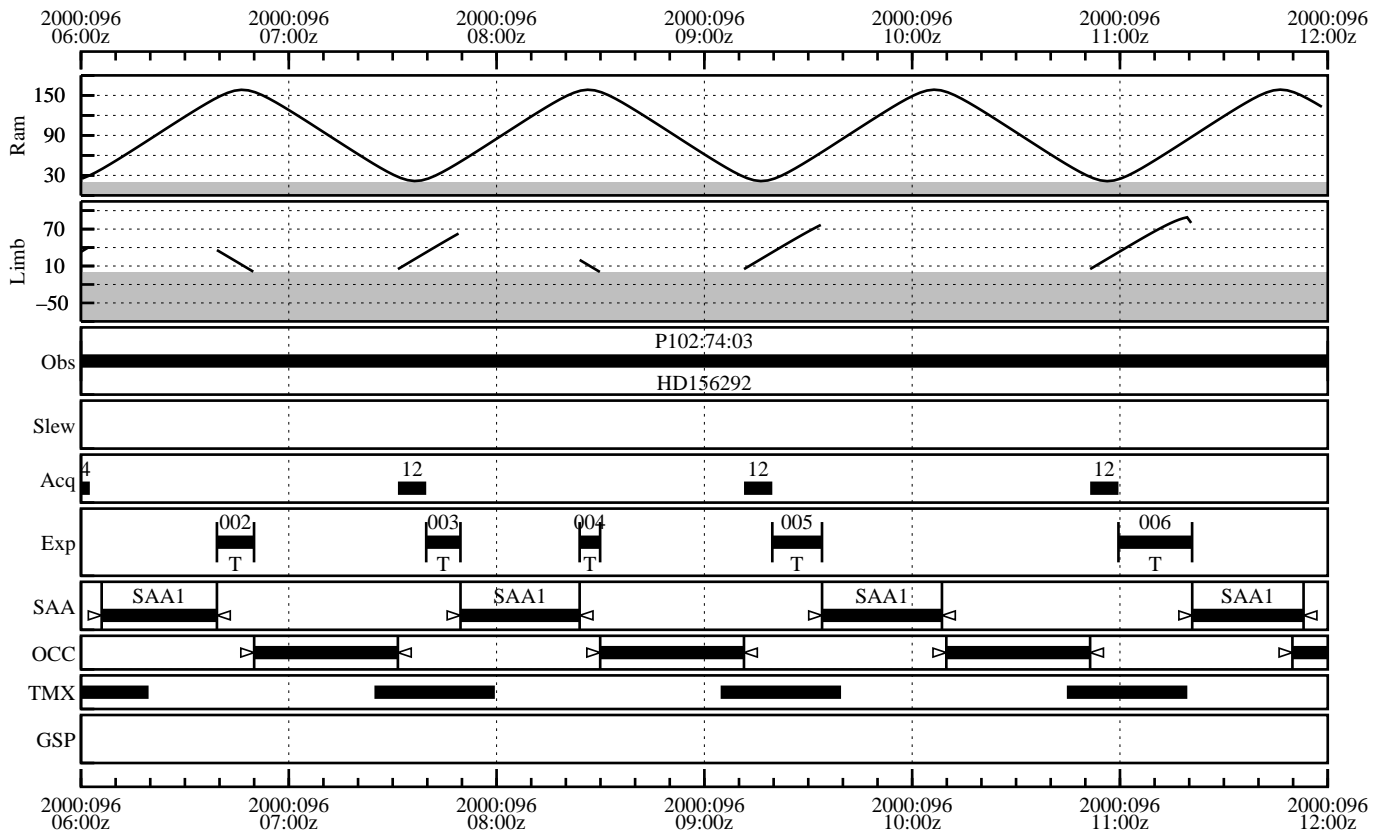 2000:096 2000:096 2000:096 2000:096 2000:096 2000:096 2000:096
06:00z 07:00z 08:00z 09:00z 10:00z 11:00z 12:00z
Ram
150
90
30
Limb
70
10
–50
P102:74:03
Obs
HD156292
Slew
4 12 12 12
Acq
002 003 004 005 006
Exp
T T T T T
SAA1 SAA1 SAA1 SAA1
SAA
OCC
TMX
GSP
2000:096 2000:096 2000:096 2000:096 2000:096 2000:096 2000:096
06:00z 07:00z 08:00z 09:00z 10:00z 11:00z 12:00z